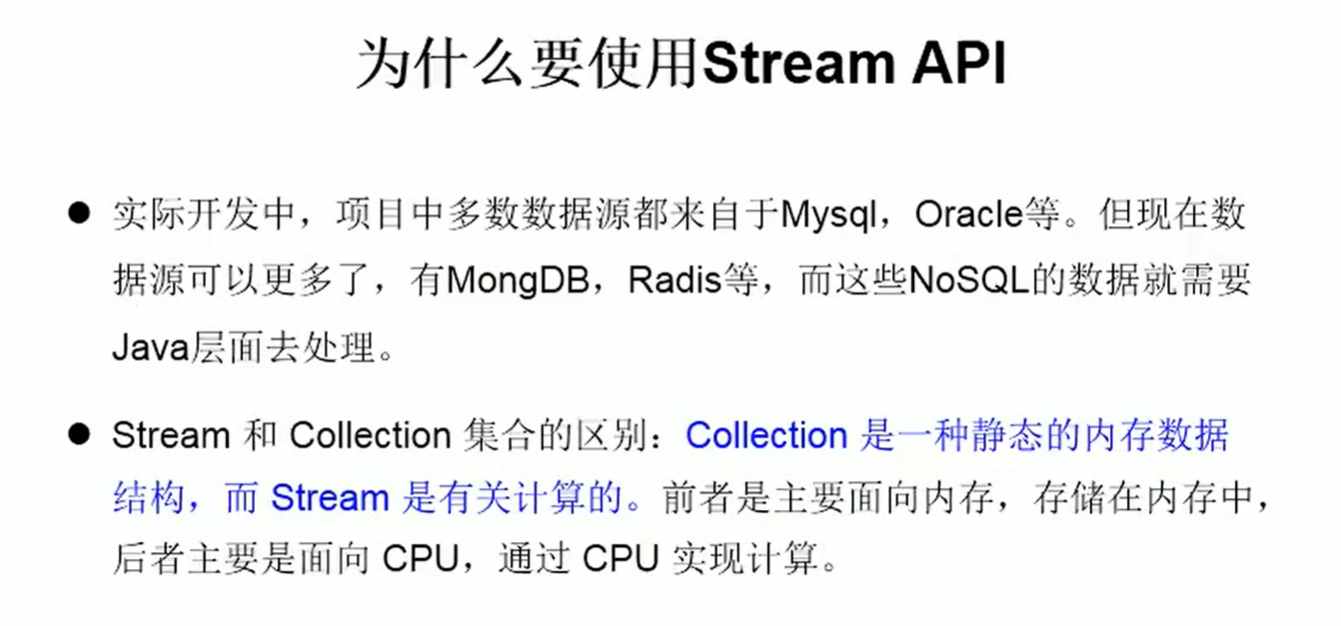 为什么要使用Stream API
● 实际开发中，项目中多数数据源都来自于Mysql，Oracle等。但现在数
据源可以更多了，有MongDB，Radis等，而这些NoSQL的数据就需要
Java层面去处理。
● Stream 和 Collection 集合的区别：Collection 是一种静态的内存数据
结构，而 Stream 是有关计算的。前者是主要面向内存，存储在内存中，
后者主要是面向 CPU，通过 CPU 实现计算。